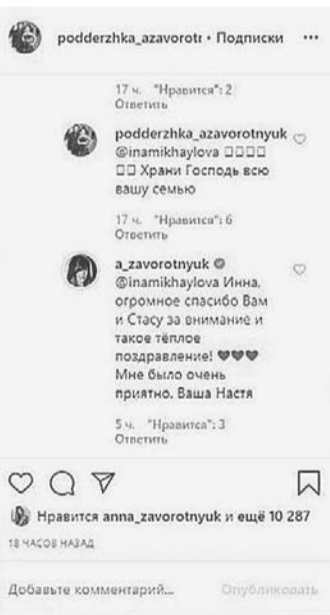 podderzhka_azavorotr • Подписки
17 ч. "Нравится": 2
Ответить
podderzhka_azavorotnyuk
@inamikhaylova □□□□
□□ Храни Господь всю
вашу семью
17 ч. "Нравится": 6
Ответить
a_zavorotnyuk
@inamikhaylova Инна,
огромное спасибо Вам
и Стасу за внимание и
такое тёплое
поздравление! ♥♥♥
Мне было очень
приятно. Ваша Настя
5 ч. "Нравится": 3
Ответить
Нравится anna_zavorotnyuk и ещё 10 287
18 ЧАСОВ НАЗАД
Добавьте комментарий... Опубликовать